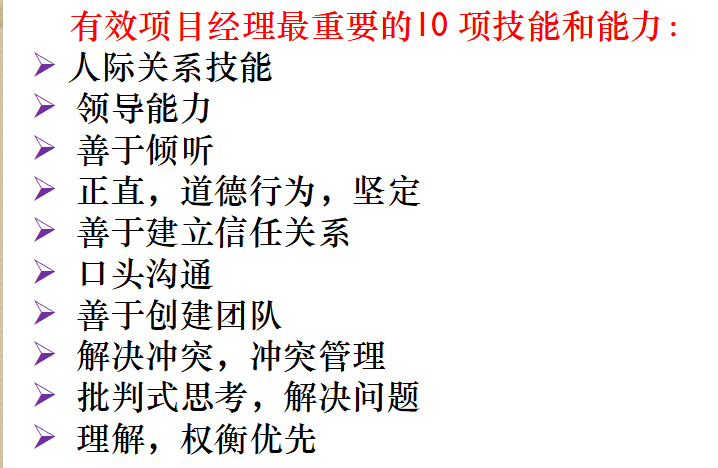 有效项目经理最重要的10 项技能和能力：
人际关系技能
领导能力
善于倾听
正直，道德行为，坚定
善于建立信任关系
口头沟通
善于创建团队
解决冲突，冲突管理
批判式思考，解决问题
理解，权衡优先